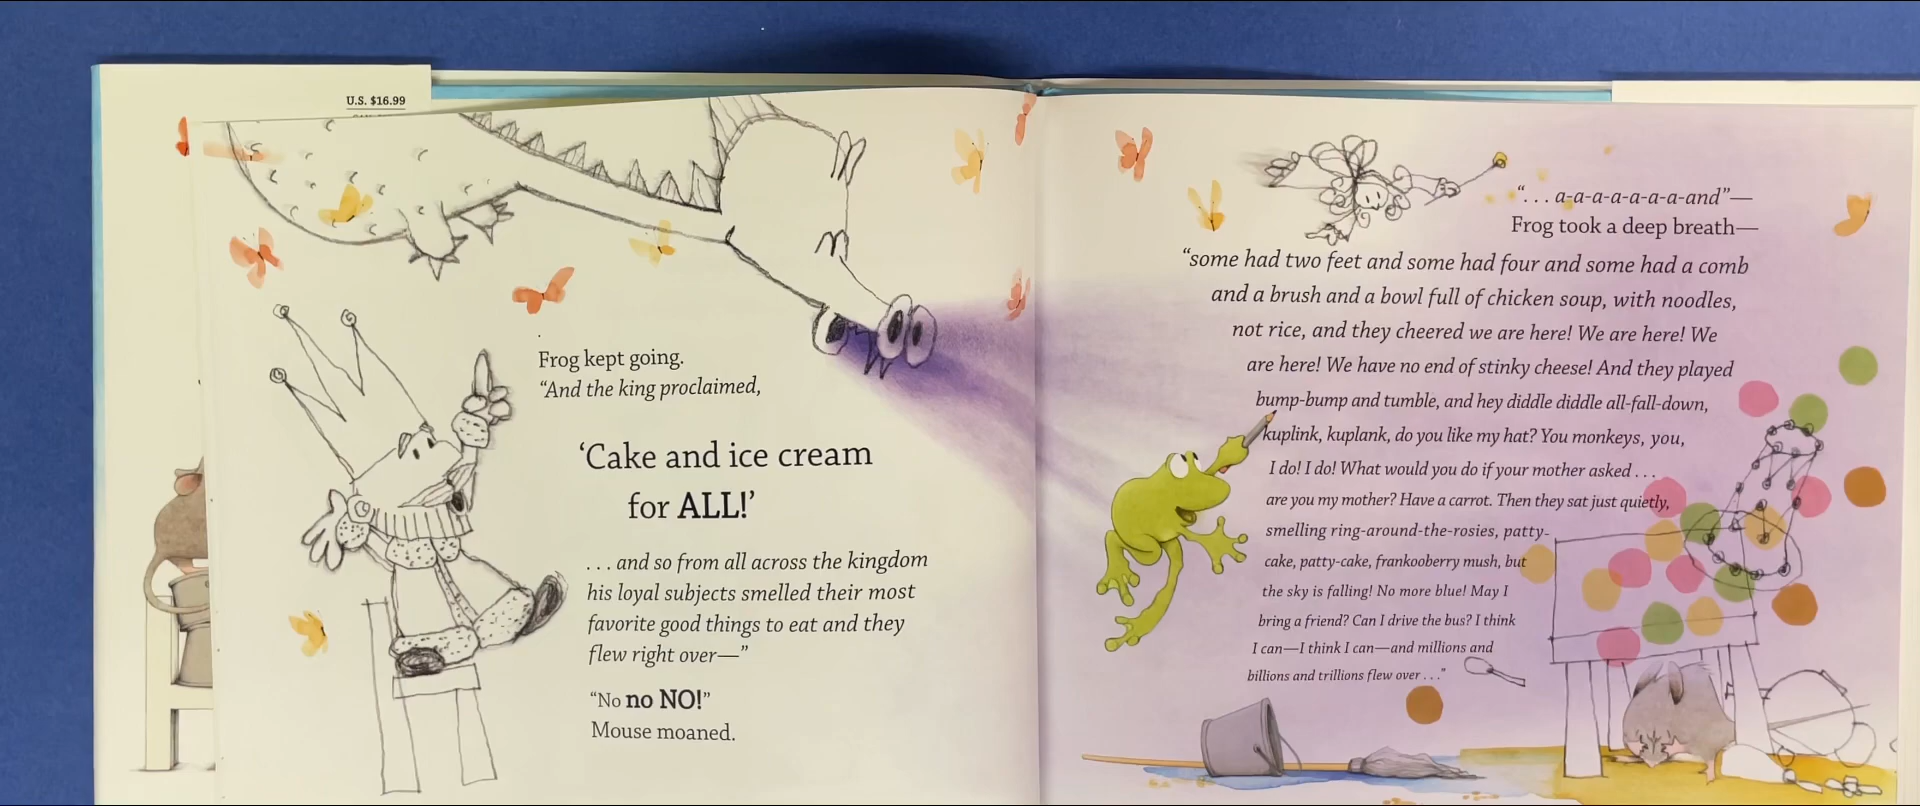 U.S. $16.99
Frog kept going.
“And the king proclaimed,
‘Cake and ice cream
for ALL!’
. . . and so from all across the kingdom
his loyal subjects smelled their most
favorite good things to eat and they
flew right over—”
“No no NO!”
Mouse moaned.
“. . . a-a-a-a-a-a-a-and”—
Frog took a deep breath—
“some had two feet and some had four and some had a comb
and a brush and a bowl full of chicken soup, with noodles,
not rice, and they cheered we are here! We are here! We
are here! We have no end of stinky cheese! And they played
bump-bump and tumble, and hey diddle diddle all-fall-down,
kuplink, kuplank, do you like my hat? You monkeys, you,
I do! I do! What would you do if your mother asked . . .
are you my mother? Have a carrot. Then they sat just quietly,
smelling ring-around-the-rosies, patty-
cake, patty-cake, frankooberry mush, but
the sky is falling! No more blue! May I
bring a friend? Can I drive the bus? I think
I can—I think I can—and millions and
billions and trillions flew over . . .”